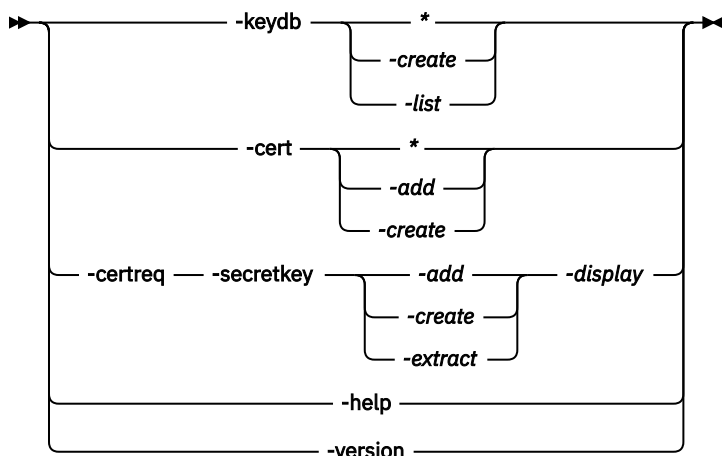 -keydb *
-create
-list
-cert *
-add
-create
-certreq -secretkey -add -display
-create
-extract
-help
-version